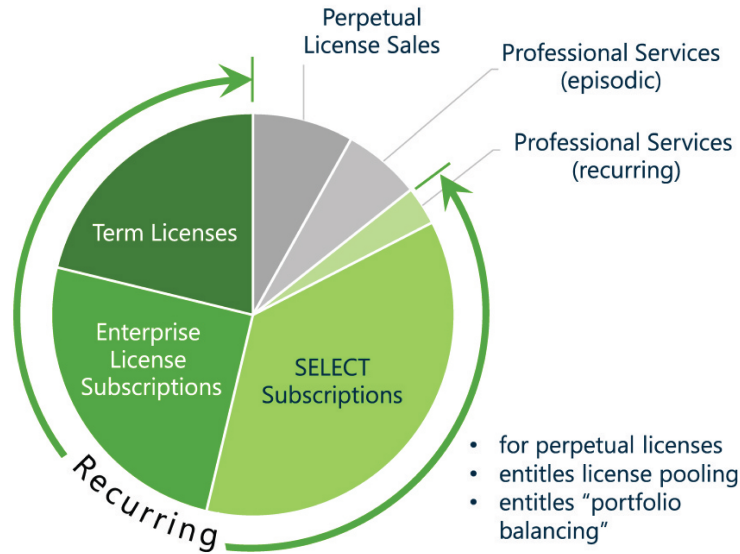 Perpetual
License Sales
Professional Services
(episodic)
Professional Services
(recurring)
Term Licenses
Enterprise
License
Subscriptions
SELECT
Subscriptions
Recurring
• for perpetual licenses
• entitles license pooling
• entitles “portfolio
balancing”